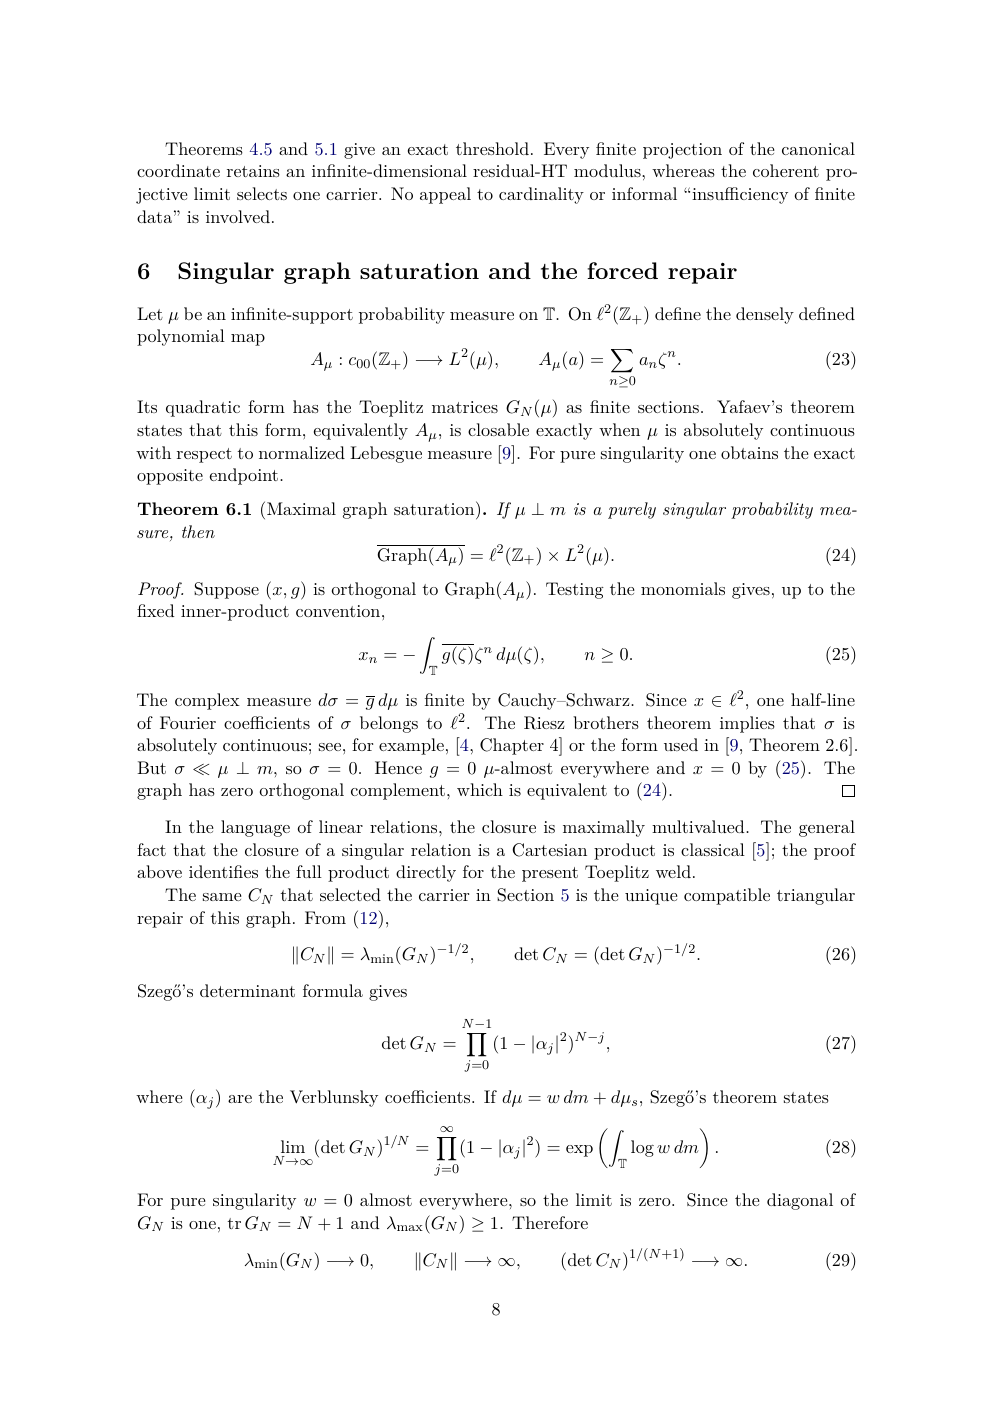 Theorems 4.5 and 5.1 give an exact threshold. Every finite projection of the canonical
coordinate retains an infinite-dimensional residual-HT modulus, whereas the coherent pro-
jective limit selects one carrier. No appeal to cardinality or informal “insufficiency of finite
data” is involved.
6 Singular graph saturation and the forced repair
Let μ be an infinite-support probability measure on 𝕋. On ℓ²(ℤ₊) define the densely defined
polynomial map
A_μ : c₀₀(ℤ₊) ⟶ L²(μ), A_μ(a) = ∑_{n≥0} a_n ζⁿ. (23)
Its quadratic form has the Toeplitz matrices G_N(μ) as finite sections. Yafaev’s theorem
states that this form, equivalently A_μ, is closable exactly when μ is absolutely continuous
with respect to normalized Lebesgue measure [9]. For pure singularity one obtains the exact
opposite endpoint.
Theorem 6.1 (Maximal graph saturation). If μ ⊥ m is a purely singular probability mea-
sure, then
\overline{Graph(A_μ)} = ℓ²(ℤ₊) × L²(μ). (24)
Proof. Suppose (x, g) is orthogonal to Graph(A_μ). Testing the monomials gives, up to the
fixed inner-product convention,
x_n = − ∫_𝕋 \overline{g(ζ)} ζⁿ dμ(ζ), n ≥ 0. (25)
The complex measure dσ = \overline{g} dμ is finite by Cauchy–Schwarz. Since x ∈ ℓ², one half-line
of Fourier coefficients of σ belongs to ℓ². The Riesz brothers theorem implies that σ is
absolutely continuous; see, for example, [4, Chapter 4] or the form used in [9, Theorem 2.6].
But σ ≪ μ ⊥ m, so σ = 0. Hence g = 0 μ-almost everywhere and x = 0 by (25). The
graph has zero orthogonal complement, which is equivalent to (24). □
In the language of linear relations, the closure is maximally multivalued. The general
fact that the closure of a singular relation is a Cartesian product is classical [5]; the proof
above identifies the full product directly for the present Toeplitz weld.
The same C_N that selected the carrier in Section 5 is the unique compatible triangular
repair of this graph. From (12),
‖C_N‖ = λ_min(G_N)^{−1/2}, det C_N = (det G_N)^{−1/2}. (26)
Szegő’s determinant formula gives
det G_N = ∏_{j=0}^{N−1} (1 − |α_j|²)^{N−j}, (27)
where (α_j) are the Verblunsky coefficients. If dμ = w dm + dμ_s, Szegő’s theorem states
lim_{N→∞} (det G_N)^{1/N} = ∏_{j=0}^{∞} (1 − |α_j|²) = exp (∫_𝕋 log w dm). (28)
For pure singularity w = 0 almost everywhere, so the limit is zero. Since the diagonal of
G_N is one, tr G_N = N + 1 and λ_max(G_N) ≥ 1. Therefore
λ_min(G_N) ⟶ 0, ‖C_N‖ ⟶ ∞, (det C_N)^{1/(N+1)} ⟶ ∞. (29)
8